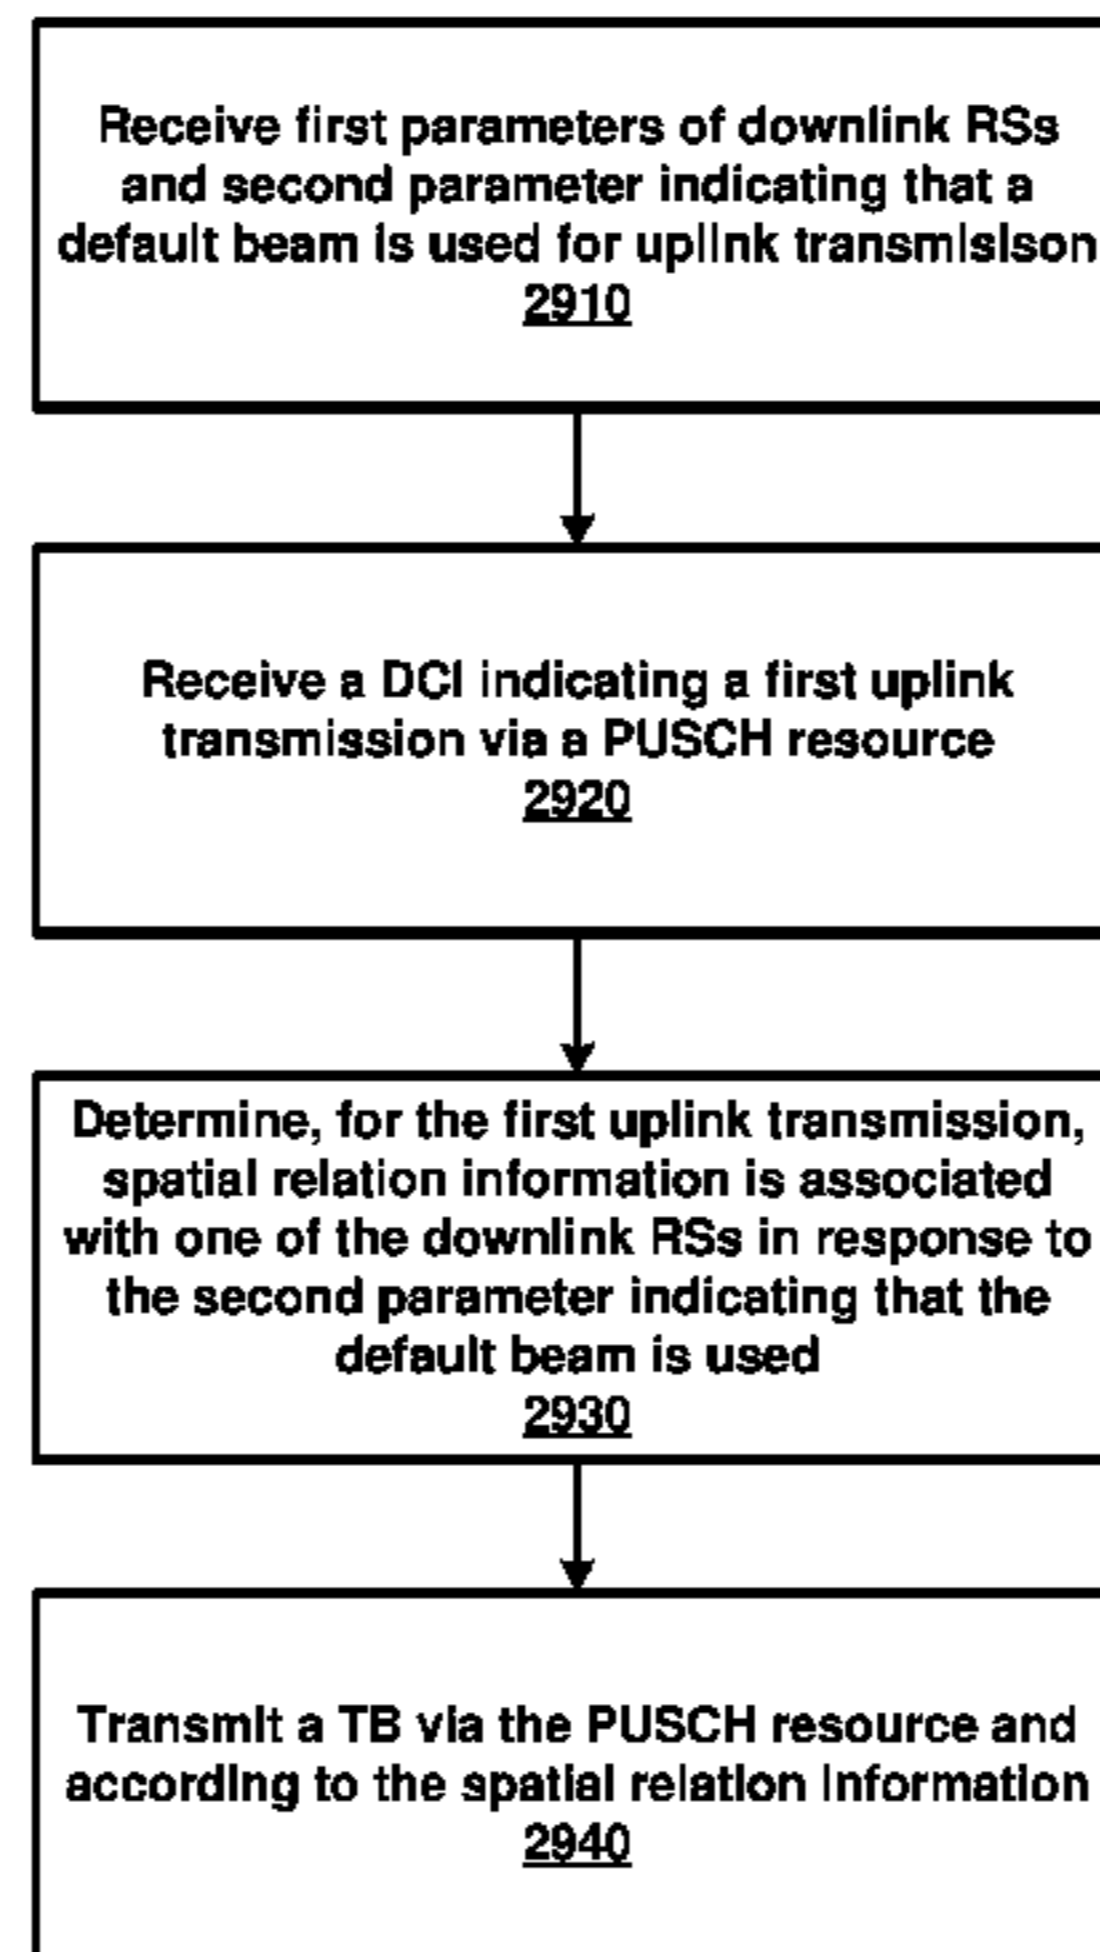 Receive first parameters of downlink RSs
and second parameter indicating that a
default beam is used for uplink transmisison
2910
Receive a DCI indicating a first uplink
transmission via a PUSCH resource
2920
Determine, for the first uplink transmission,
spatial relation information is associated
with one of the downlink RSs in response to
the second parameter indicating that the
default beam is used
2930
Transmit a TB via the PUSCH resource and
according to the spatial relation information
2940